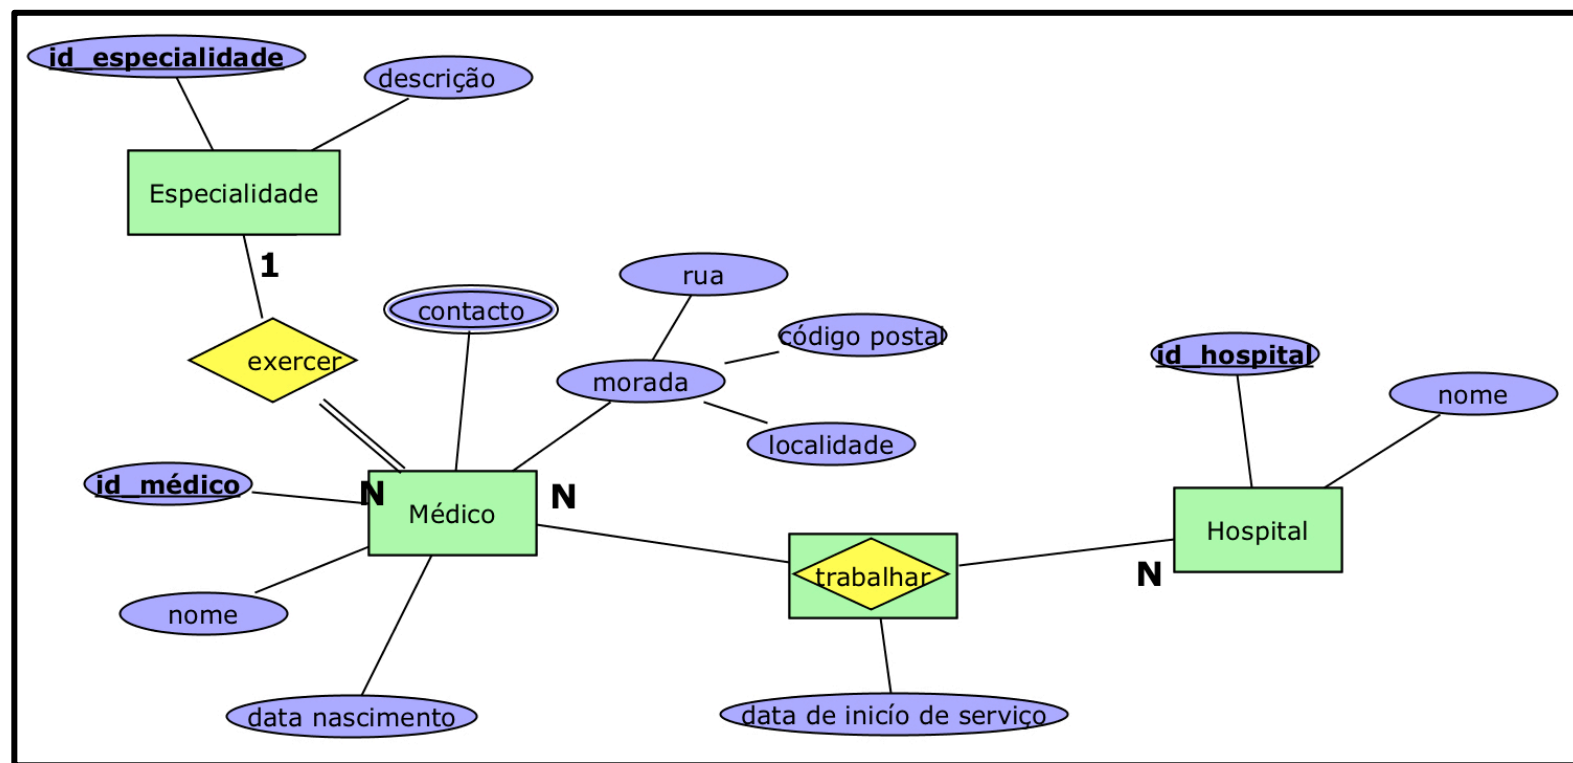 id_especialidade
descrição
Especialidade
1
rua
contacto
código postal
exercer
id_hospital
morada
nome
localidade
id_médico
N
Médico
N
Hospital
trabalhar
N
nome
data nascimento
data de inicío de serviço